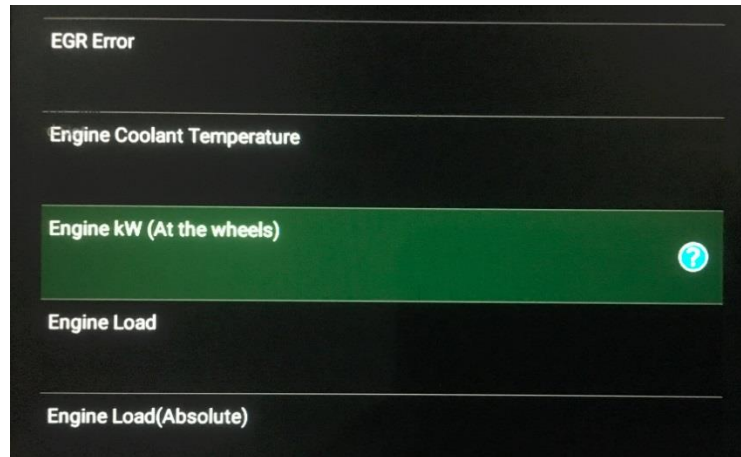 EGR Error
Engine Coolant Temperature
Engine kW (At the wheels)
?
Engine Load
Engine Load(Absolute)